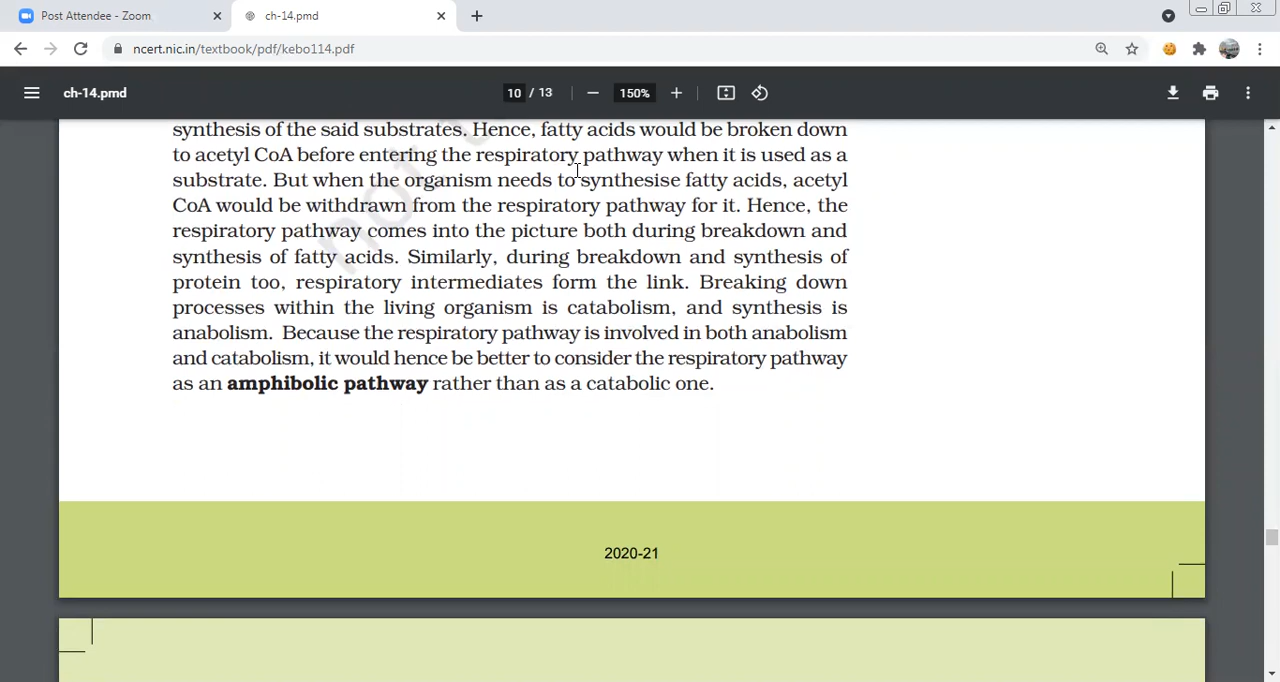 Post Attendee - Zoom
ch-14.pmd
ncert.nic.in/textbook/pdf/kebo114.pdf
ch-14.pmd
10 / 13
150%
synthesis of the said substrates. Hence, fatty acids would be broken down
to acetyl CoA before entering the respiratory pathway when it is used as a
substrate. But when the organism needs to synthesise fatty acids, acetyl
CoA would be withdrawn from the respiratory pathway for it. Hence, the
respiratory pathway comes into the picture both during breakdown and
synthesis of fatty acids. Similarly, during breakdown and synthesis of
protein too, respiratory intermediates form the link. Breaking down
processes within the living organism is catabolism, and synthesis is
anabolism. Because the respiratory pathway is involved in both anabolism
and catabolism, it would hence be better to consider the respiratory pathway
as an amphibolic pathway rather than as a catabolic one.
not
2020-21